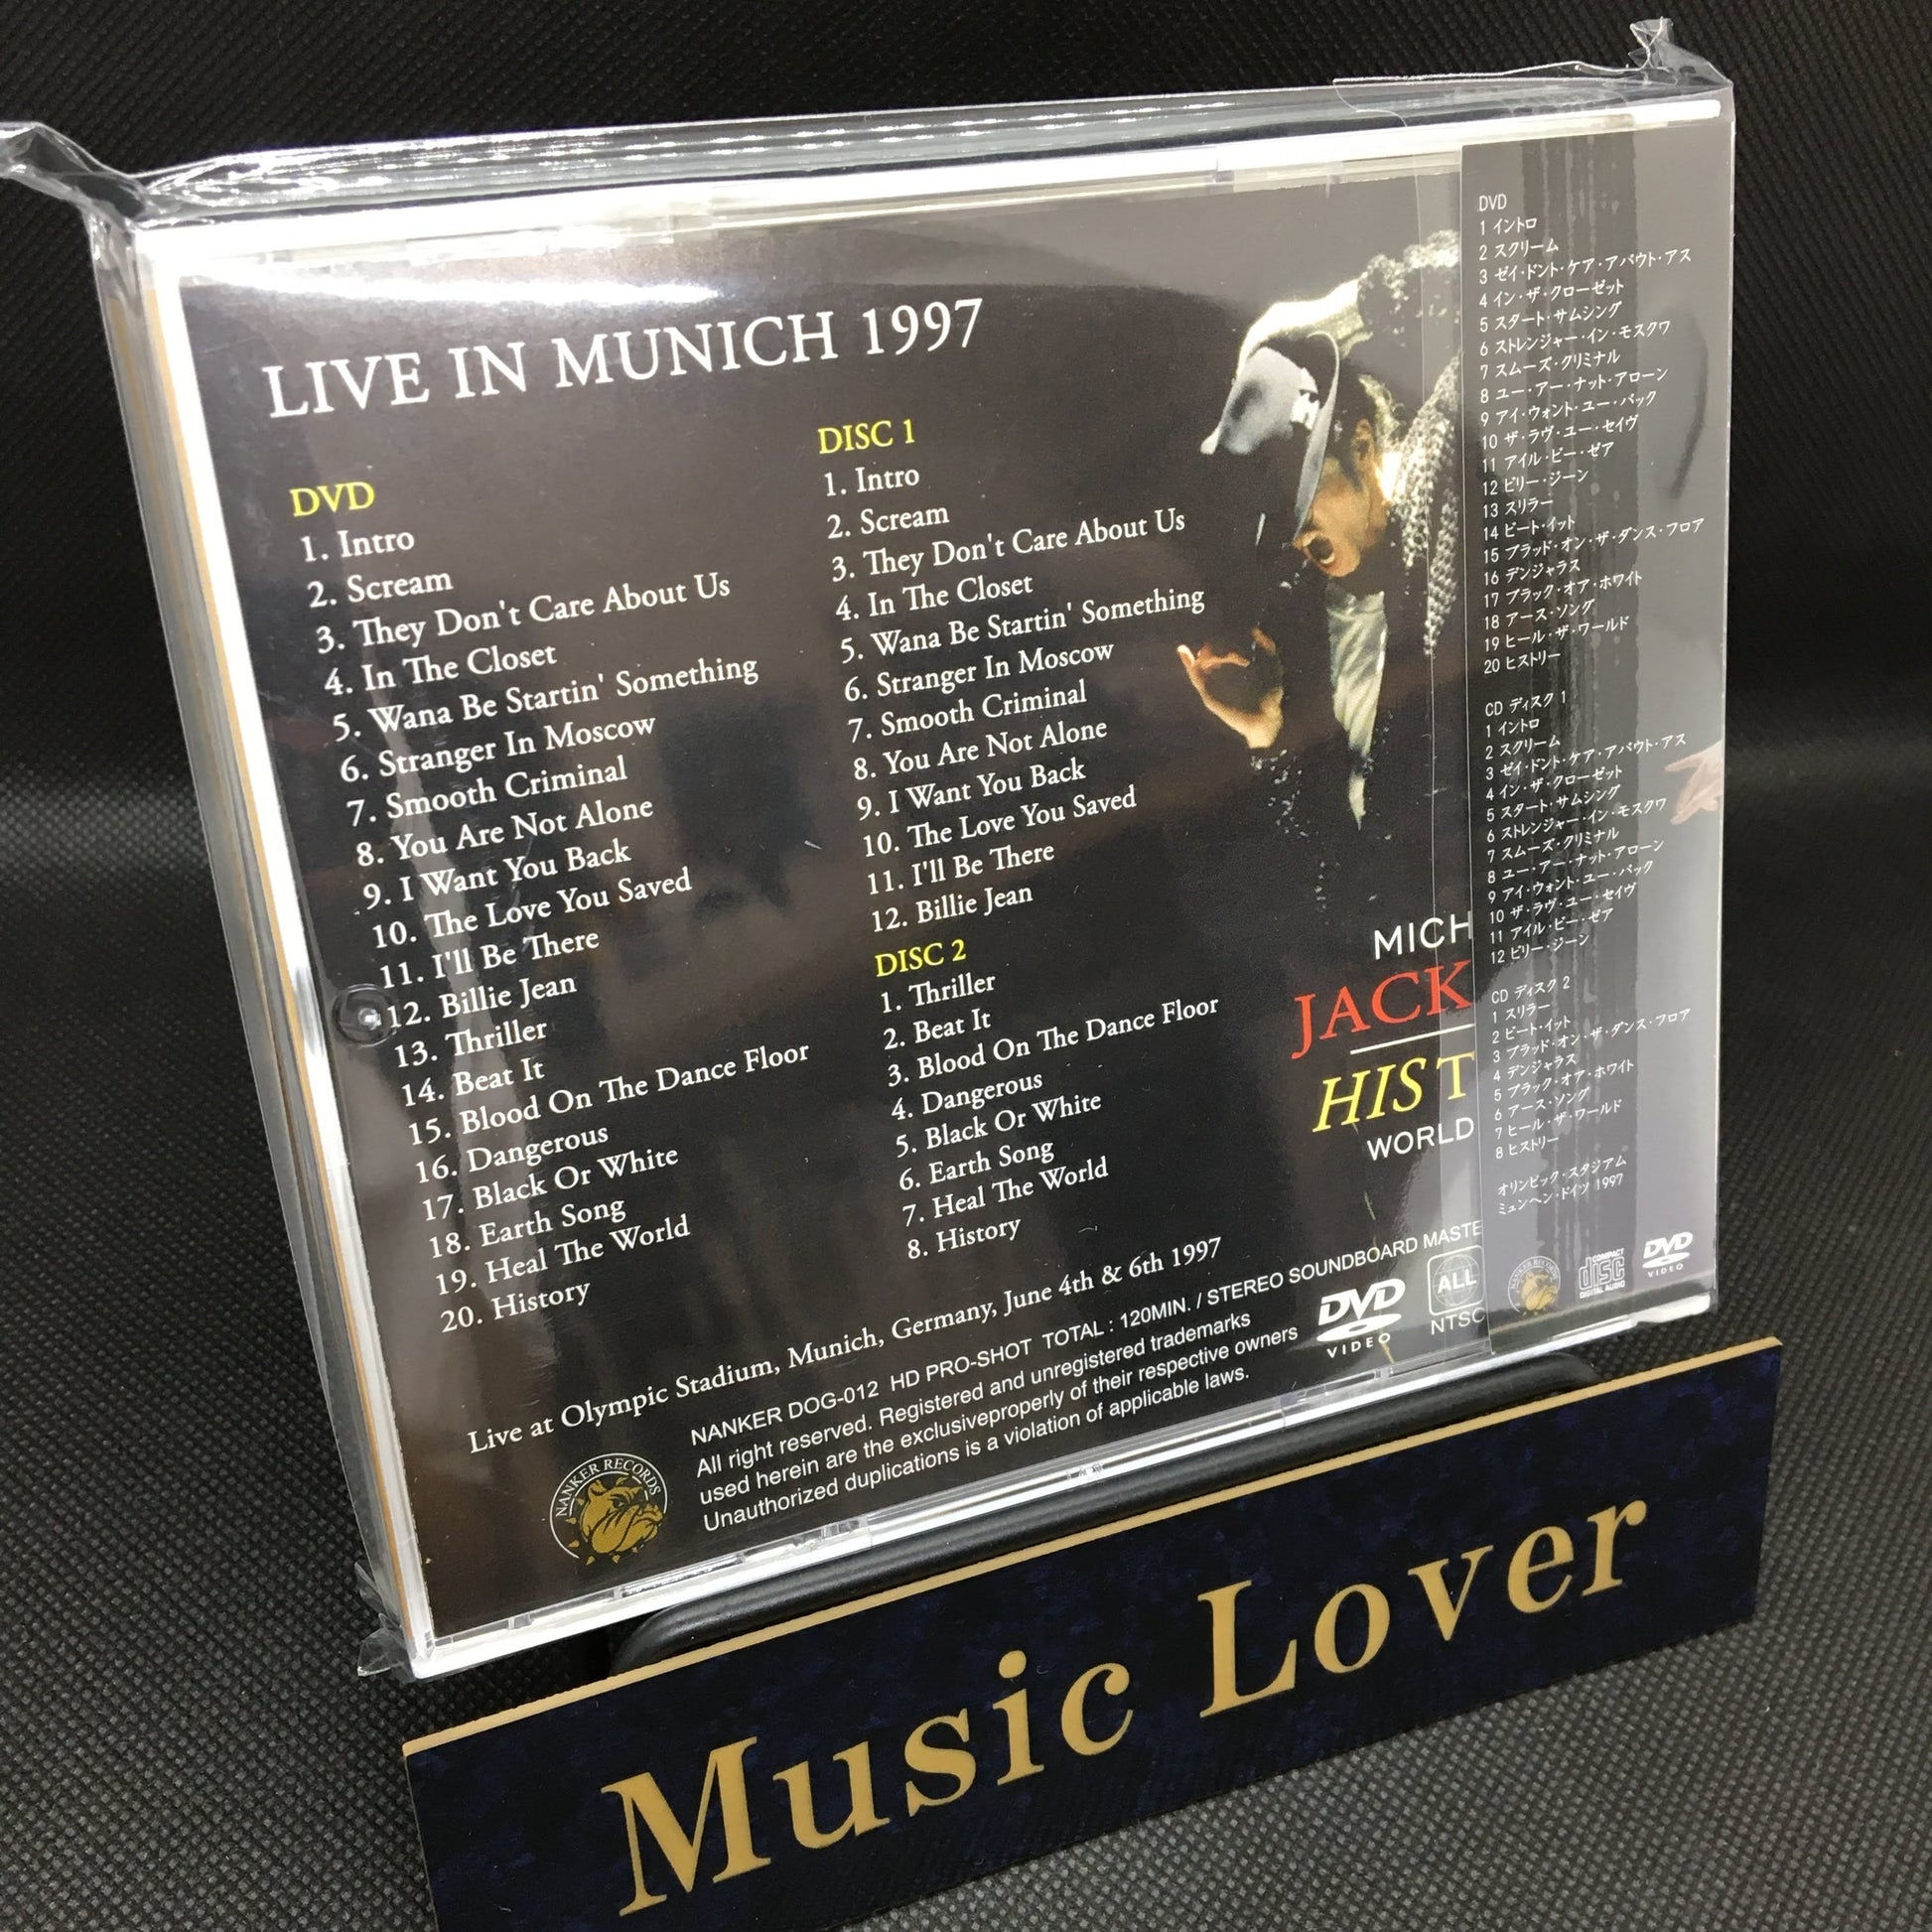 LIVE IN MUNICH 1997
DVD
1. Intro
2. Scream
3. They Don't Care About Us
4. In The Closet
5. Wana Be Startin' Something
6. Stranger In Moscow
7. Smooth Criminal
8. You Are Not Alone
9. I Want You Back
10. The Love You Saved
11. I'll Be There
12. Billie Jean
13. Thriller
14. Beat It
15. Blood On The Dance Floor
16. Dangerous
17. Black Or White
18. Earth Song
19. Heal The World
20. History
DISC 1
1. Intro
2. Scream
3. They Don't Care About Us
4. In The Closet
5. Wana Be Startin' Something
6. Stranger In Moscow
7. Smooth Criminal
8. You Are Not Alone
9. I Want You Back
10. The Love You Saved
11. I'll Be There
12. Billie Jean
DISC 2
1. Thriller
2. Beat It
3. Blood On The Dance Floor
4. Dangerous
5. Black Or White
6. Earth Song
7. Heal The World
8. History
MICH
JACK
HIST
WORLD
Live at Olympic Stadium, Munich, Germany, June 4th & 6th 1997
NANKER DOG-012 HD PRO-SHOT TOTAL : 120MIN. / STEREO SOUNDBOARD MASTE
All right reserved. Registered and unregistered trademarks
used herein are the exclusiveproperly of their respective owners
Unauthorized duplications is a violation of applicable laws.
NANKER RECORDS
DVD
VIDEO
ALL
NTSC
DVD
1 イントロ
2 スクリーム
3 ゼイ・ドント・ケア・アバウト・アス
4 イン・ザ・クローゼット
5 スタート・サムシング
6 ストレンジャー・イン・モスクワ
7 スムーズ・クリミナル
8 ユー・アー・ナット・アローン
9 アイ・ウォント・ユー・バック
10 ザ・ラヴ・ユー・セイヴ
11 アイル・ビー・ゼア
12 ビリー・ジーン
13 スリラー
14 ビート・イット
15 ブラッド・オン・ザ・ダンス・フロア
16 デンジャラス
17 ブラック・オア・ホワイト
18 アース・ソング
19 ヒール・ザ・ワールド
20 ヒストリー
CD ディスク 1
1 イントロ
2 スクリーム
3 ゼイ・ドント・ケア・アバウト・アス
4 イン・ザ・クローゼット
5 スタート・サムシング
6 ストレンジャー・イン・モスクワ
7 スムーズ・クリミナル
8 ユー・アー・ナット・アローン
9 アイ・ウォント・ユー・バック
10 ザ・ラヴ・ユー・セイヴ
11 アイル・ビー・ゼア
12 ビリー・ジーン
CD ディスク 2
1 スリラー
2 ビート・イット
3 ブラッド・オン・ザ・ダンス・フロア
4 デンジャラス
5 ブラック・オア・ホワイト
6 アース・ソング
7 ヒール・ザ・ワールド
8 ヒストリー
オリンピック・スタジアム
ミュンヘン・ドイツ 1997
NANKER RECORDS
COMPACT
disc
DIGITAL AUDIO
DVD
VIDEO
Music Lover